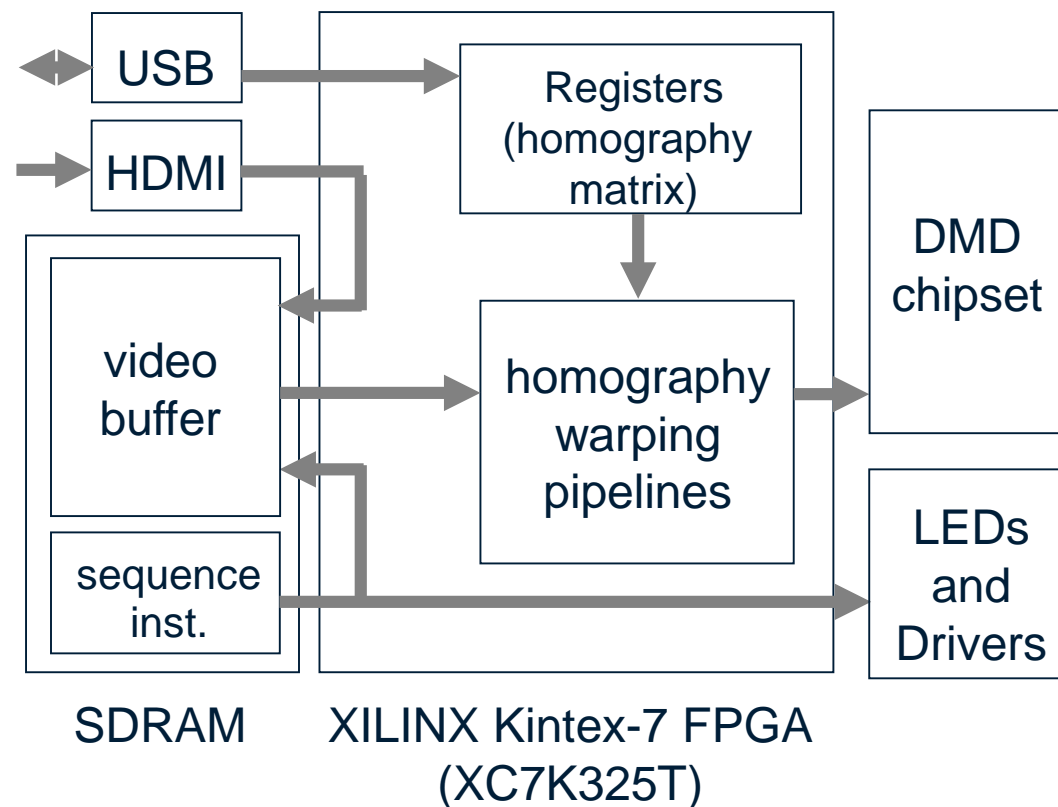 USB
HDMI
Registers
(homography
matrix)
DMD
chipset
video
buffer
homography
warping
pipelines
sequence
inst.
LEDs
and
Drivers
SDRAM
XILINX Kintex-7 FPGA
(XC7K325T)